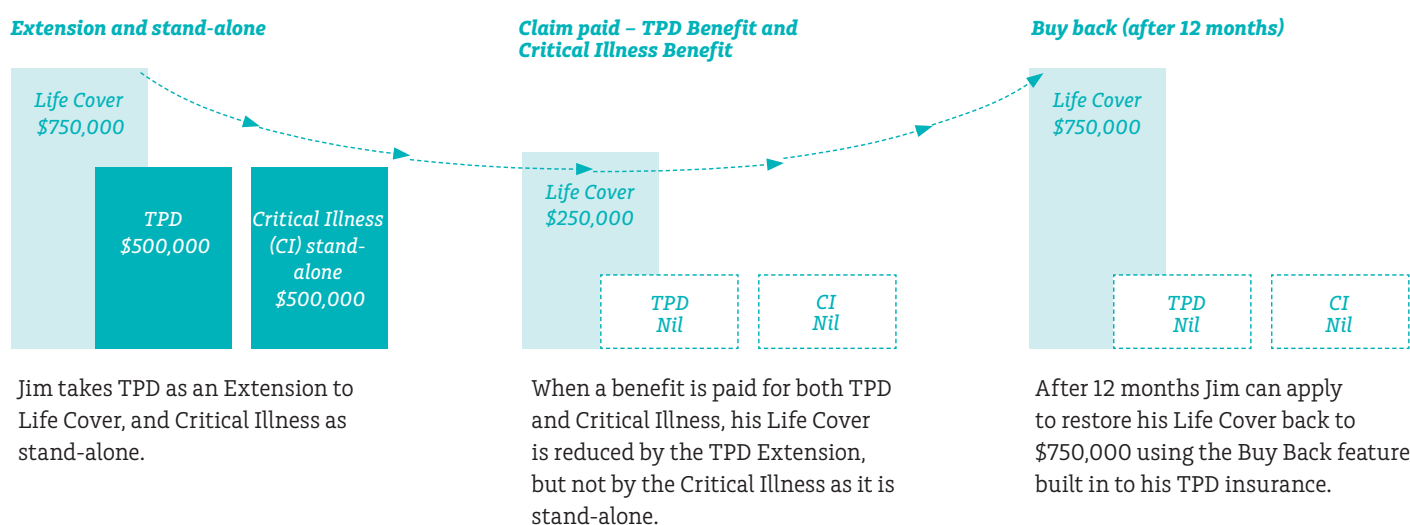 Extension and stand-alone
Life Cover
$750,000
TPD
$500,000
Critical Illness
(CI) stand-
alone
$500,000
Jim takes TPD as an Extension to
Life Cover, and Critical Illness as
stand-alone.
Claim paid – TPD Benefit and
Critical Illness Benefit
Life Cover
$250,000
TPD
Nil
CI
Nil
When a benefit is paid for both TPD
and Critical Illness, his Life Cover
is reduced by the TPD Extension,
but not by the Critical Illness as it is
stand-alone.
Buy back (after 12 months)
Life Cover
$750,000
TPD
Nil
CI
Nil
After 12 months Jim can apply
to restore his Life Cover back to
$750,000 using the Buy Back feature
built in to his TPD insurance.